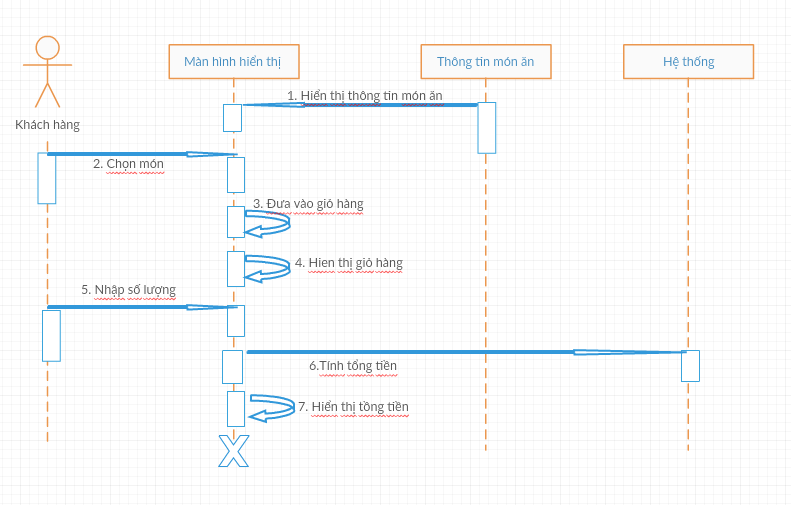 Màn hình hiển thị
Thông tin món ăn
Hệ thống
1. Hiển thị thông tin món ăn
Khách hàng
2. Chọn món
3. Đưa vào giỏ hàng
4. Hien thị giỏ hàng
5. Nhập số lượng
6.Tính tổng tiền
7. Hiển thị tồng tiền
X